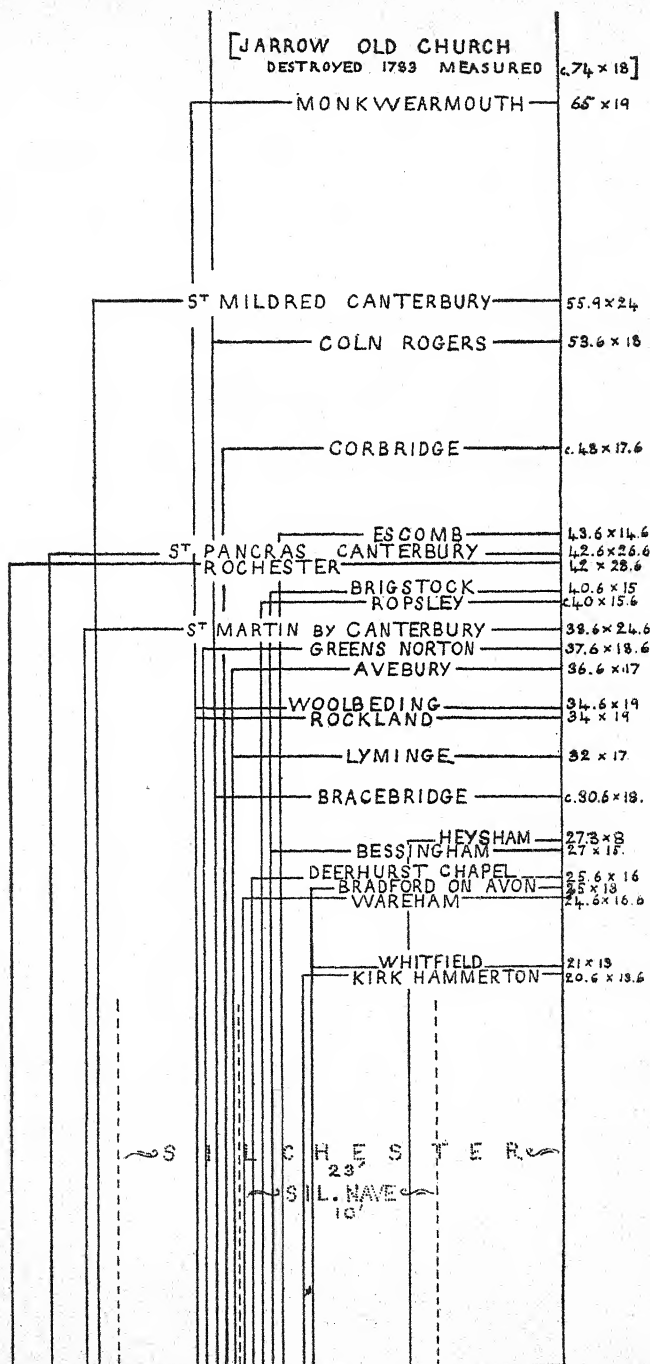 [JARROW OLD CHURCH
DESTROYED 1783 MEASURED c.74 × 18]
MONKWEARMOUTH 65 × 19
ST MILDRED CANTERBURY 55.9 × 24
COLN ROGERS 53.6 × 18
CORBRIDGE c.48 × 17.6
ESCOMB 43.6 × 14.6
ST PANCRAS CANTERBURY 42.6 × 26.6
ROCHESTER 42 × 28.6
BRIGSTOCK 40.6 × 15
ROPSLEY c.40 × 15.6
ST MARTIN BY CANTERBURY 38.6 × 24.6
GREENS NORTON 37.6 × 18.6
AVEBURY 36.6 × 17
WOOLBEDING 34.6 × 19
ROCKLAND 34 × 19
LYMINGE 32 × 17
BRACEBRIDGE c.30.6 × 18.
HEYSHAM 27.3 × 8
BESSINGHAM 27 × 15.
DEERHURST CHAPEL 25.6 × 16
BRADFORD ON AVON 25 × 13
WAREHAM 24.6 × 16.6
WHITFIELD 21 × 13
KIRK HAMMERTON 20.6 × 13.6
SILCHESTER
23'
SIL. NAVE
10'